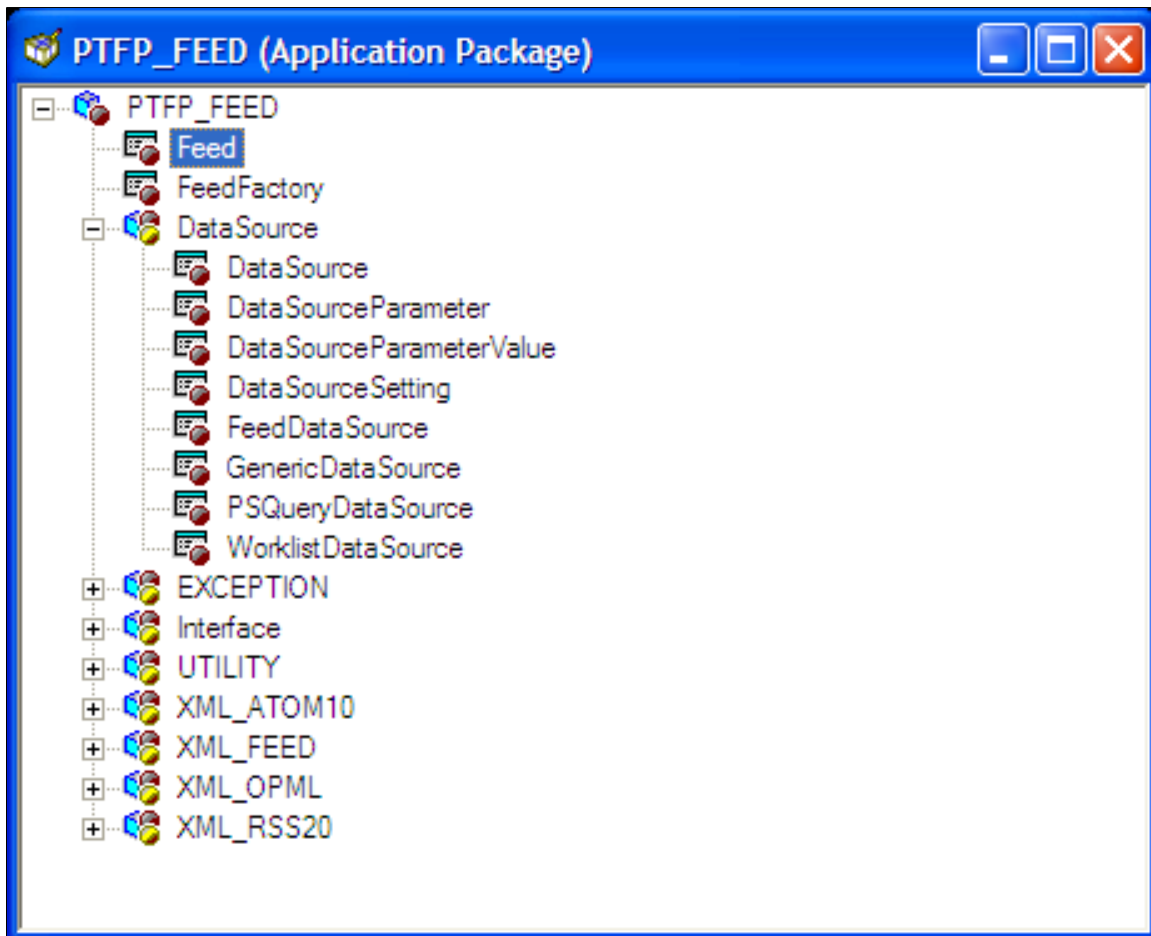 PTFP_FEED (Application Package)
PTFP_FEED
Feed
FeedFactory
DataSource
DataSource
DataSourceParameter
DataSourceParameterValue
DataSourceSetting
FeedDataSource
GenericDataSource
PSQueryDataSource
WorklistDataSource
EXCEPTION
Interface
UTILITY
XML_ATOM10
XML_FEED
XML_OPML
XML_RSS20